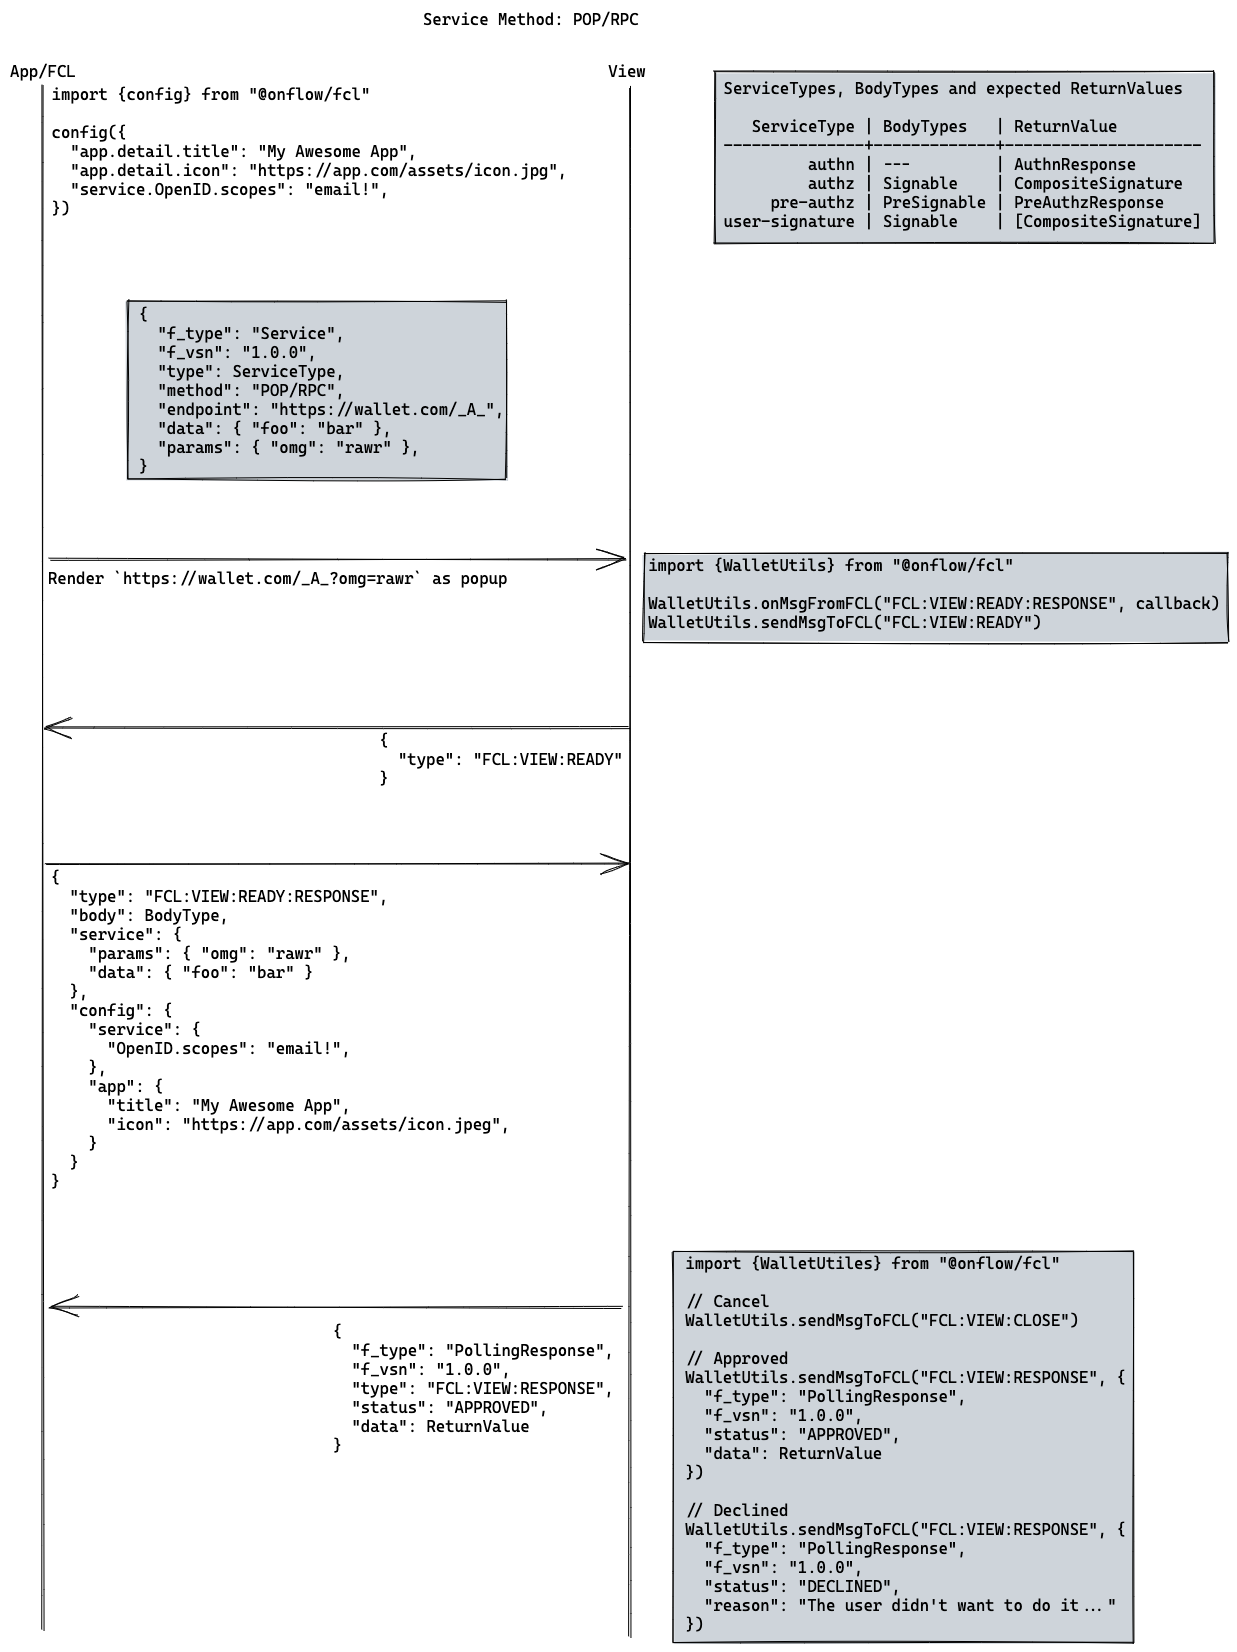 Service Method: POP/RPC
App/FCL
View
import {config} from "@onflow/fcl"
config({
  "app.detail.title": "My Awesome App",
  "app.detail.icon": "https://app.com/assets/icon.jpg",
  "service.OpenID.scopes": "email!",
})
ServiceTypes, BodyTypes and expected ReturnValues
   ServiceType | BodyTypes   | ReturnValue
---------------+-------------+---------------------
         authn | ---         | AuthnResponse
         authz | Signable    | CompositeSignature
     pre-authz | PreSignable | PreAuthzResponse
user-signature | Signable    | [CompositeSignature]
{
  "f_type": "Service",
  "f_vsn": "1.0.0",
  "type": ServiceType,
  "method": "POP/RPC",
  "endpoint": "https://wallet.com/_A_",
  "data": { "foo": "bar" },
  "params": { "omg": "rawr" },
}
Render `https://wallet.com/_A_?omg=rawr` as popup
import {WalletUtils} from "@onflow/fcl"
WalletUtils.onMsgFromFCL("FCL:VIEW:READY:RESPONSE", callback)
WalletUtils.sendMsgToFCL("FCL:VIEW:READY")
{
  "type": "FCL:VIEW:READY"
}
{
  "type": "FCL:VIEW:READY:RESPONSE",
  "body": BodyType,
  "service": {
    "params": { "omg": "rawr" },
    "data": { "foo": "bar" }
  },
  "config": {
    "service": {
      "OpenID.scopes": "email!",
    },
    "app": {
      "title": "My Awesome App",
      "icon": "https://app.com/assets/icon.jpeg",
    }
  }
}
{
  "f_type": "PollingResponse",
  "f_vsn": "1.0.0",
  "type": "FCL:VIEW:RESPONSE",
  "status": "APPROVED",
  "data": ReturnValue
}
import {WalletUtiles} from "@onflow/fcl"
// Cancel
WalletUtils.sendMsgToFCL("FCL:VIEW:CLOSE")
// Approved
WalletUtils.sendMsgToFCL("FCL:VIEW:RESPONSE", {
  "f_type": "PollingResponse",
  "f_vsn": "1.0.0",
  "status": "APPROVED",
  "data": ReturnValue
})
// Declined
WalletUtils.sendMsgToFCL("FCL:VIEW:RESPONSE", {
  "f_type": "PollingResponse",
  "f_vsn": "1.0.0",
  "status": "DECLINED",
  "reason": "The user didn't want to do it..."
})